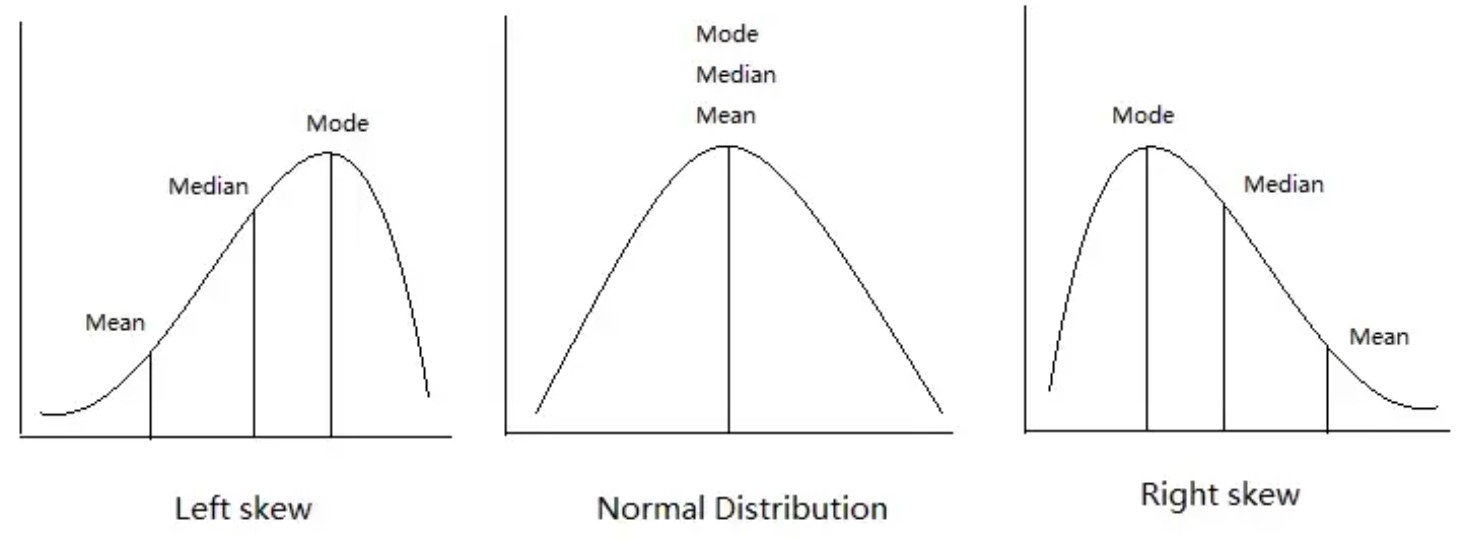 Mode
Median
Mean
Left skew
Mode
Median
Mean
Normal Distribution
Mode
Median
Mean
Right skew